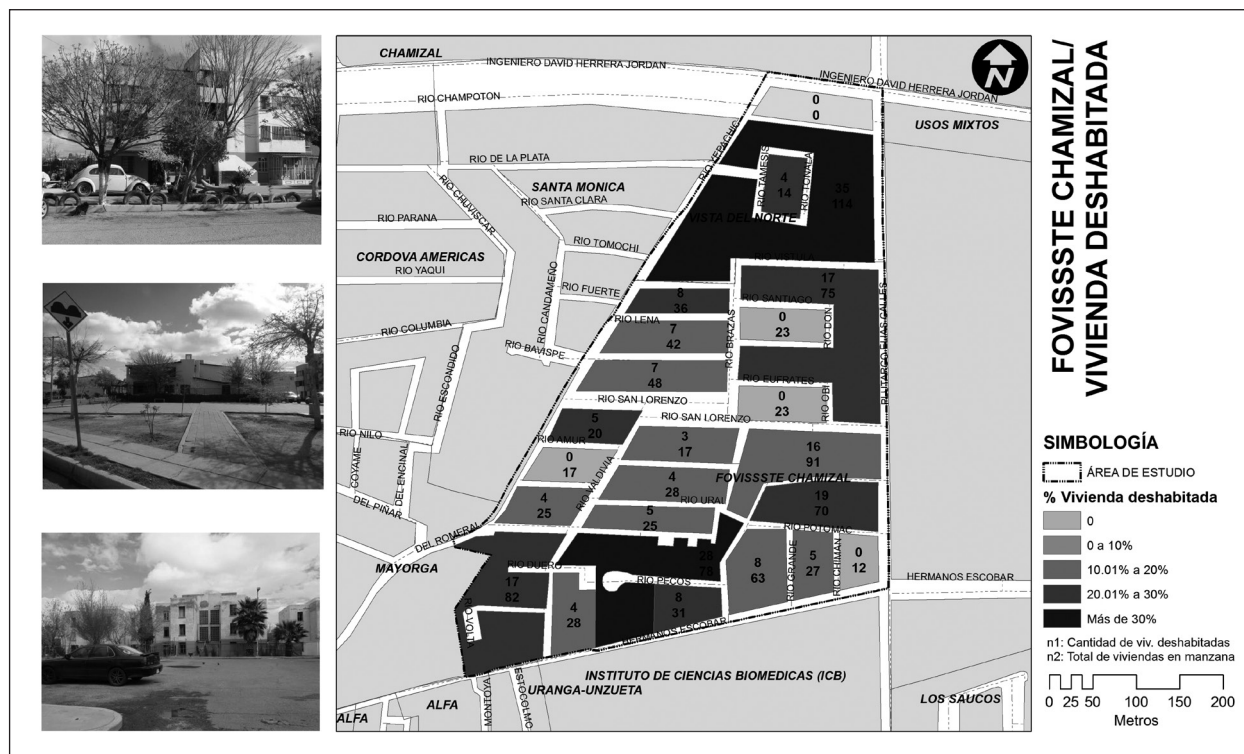 CHAMIZAL
INGENIERO DAVID HERRERA JORDAN
INGENIERO DAVID HERRERA JORDAN
RIO CHAMPOTON
0
0
USOS MIXTOS
RIO YEPACHIC
RIO DE LA PLATA
RIO TAMESIS
4
14
RIO TONALA
35
114
SANTA MONICA
RIO SANTA CLARA
RIO CHUVISCAR
VISTA DEL NORTE
RIO PARANA
RIO TOMOCHI
CORDOVA AMERICAS
RIO YAQUI
RIO CANDAMEÑO
RIO FUERTE
17
75
8
36
RIO SANTIAGO
RIO LENA
0
23
RIO DON
RIO COLUMBIA
7
42
RIO BRAZAS
PLUTARCO ELIAS CALLES
RIO BAVISPE
RIO ESCONDIDO
7
48
RIO EUFRATES
0
23
RIO OBI
RIO SAN LORENZO
RIO SAN LORENZO
5
20
RIO NILO
RIO AMUR
3
17
16
91
0
17
COYAME
DEL ENCINAL
RIO VALDIVIA
4
28
FOVISSSTE CHAMIZAL
RIO URAL
19
70
DEL PIÑAR
4
25
5
25
RIO POTOMAC
DEL ROMERAL
28
78
MAYORGA
RIO DUERO
RIO PECOS
8
63
RIO GRANDE
5
27
RIO CHIMAN
0
12
HERMANOS ESCOBAR
17
82
4
28
8
31
RIO VOLTA
HERMANOS ESCOBAR
INSTITUTO DE CIENCIAS BIOMEDICAS (ICB)
URANGA-UNZUETA
ALFA
ALFA
MONTOYA
ESTOCOLMO
LOS SAUCOS
N
FOVISSSTE CHAMIZAL/
VIVIENDA DESHABITADA
SIMBOLOGÍA
ÁREA DE ESTUDIO
% Vivienda deshabitada
0
0 a 10%
10.01% a 20%
20.01% a 30%
Más de 30%
n1: Cantidad de viv. deshabitadas
n2: Total de viviendas en manzana
0 25 50 100 150 200
Metros